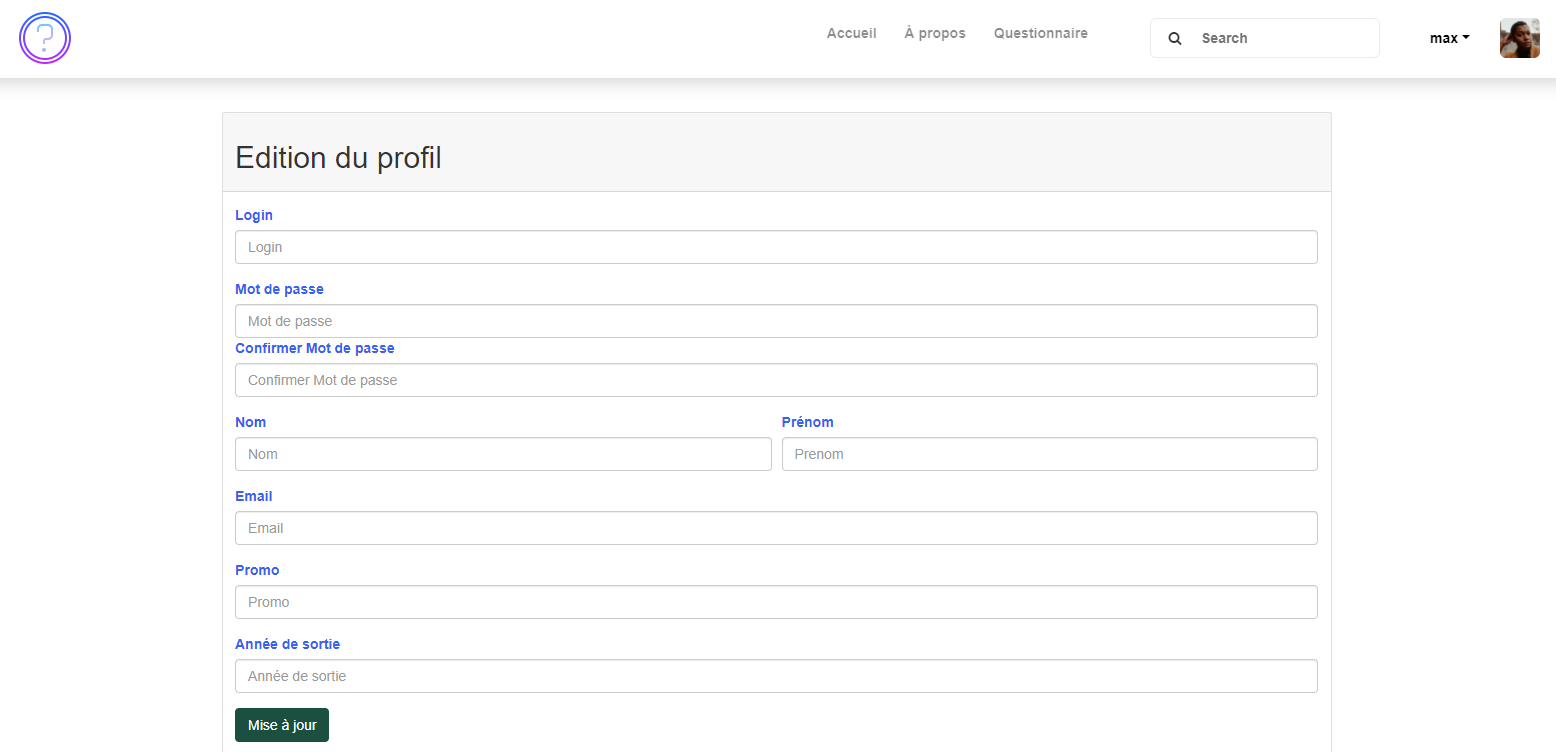 ?
Accueil À propos Questionnaire Search max
Edition du profil
Login
Login
Mot de passe
Mot de passe
Confirmer Mot de passe
Confirmer Mot de passe
Nom Prénom
Nom Prenom
Email
Email
Promo
Promo
Année de sortie
Année de sortie
Mise à jour